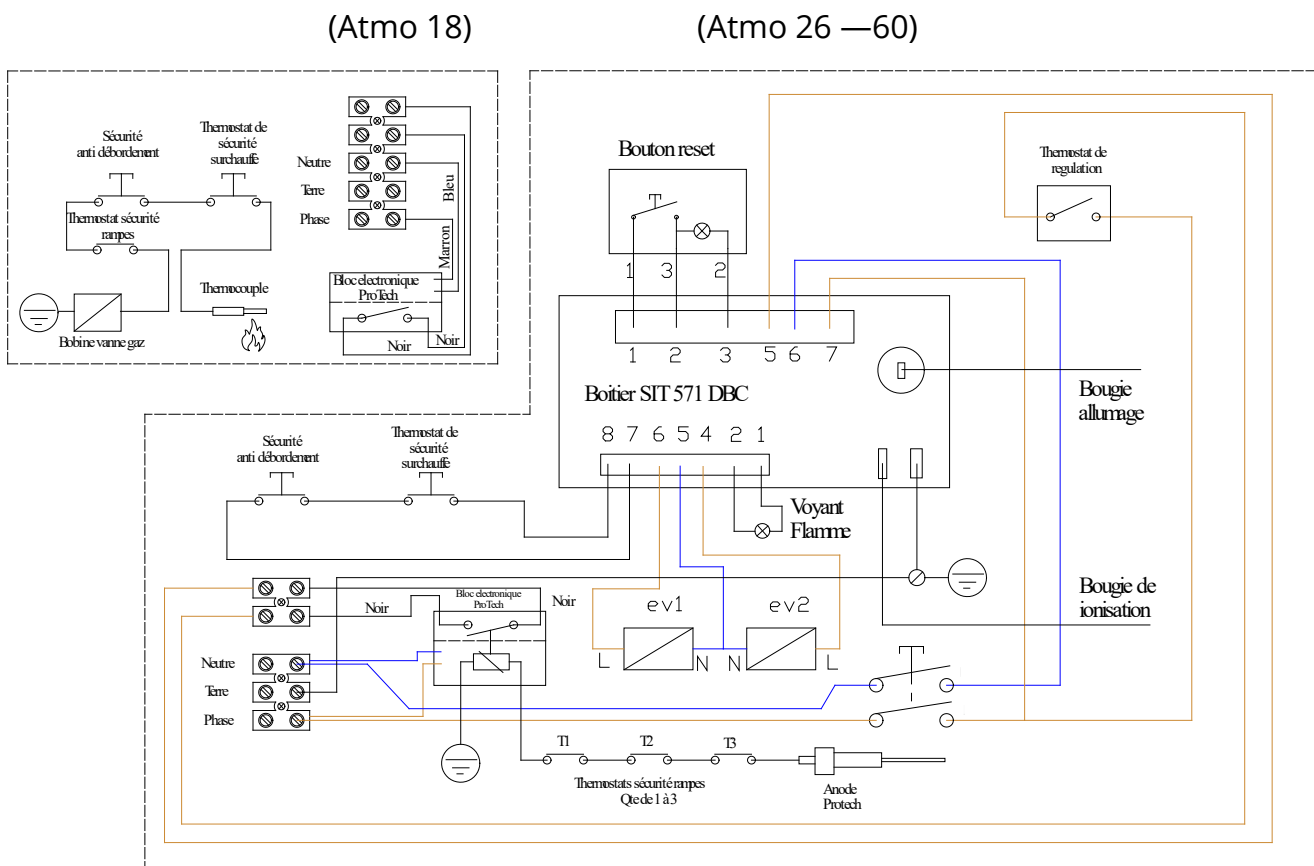 (Atmo 18)
(Atmo 26 —60)
Sécurité
anti débordement
Thermostat de
sécurité
surchauffe
Thermostat sécurité
rampes
Thermocouple
Bobine vanne gaz
Neutre
Terre
Phase
Bleu
Marron
Bloc electronique
ProTech
Noir
Noir
Bouton reset
1
3
2
Thermostat de
regulation
1
2
3
5
6
7
Boitier SIT 571 DBC
8
7
6
5
4
2
1
Bougie
allumage
Sécurité
anti débordement
Thermostat de
sécurité
surchauffe
Voyant
Flamme
Bougie de
ionisation
Noir
Bloc electronique
ProTech
Noir
ev1
ev2
L
N
N
L
Neutre
Terre
Phase
T1
T2
T3
Thermostats sécurité rampes
Qte de 1 à 3
Anode
Protech